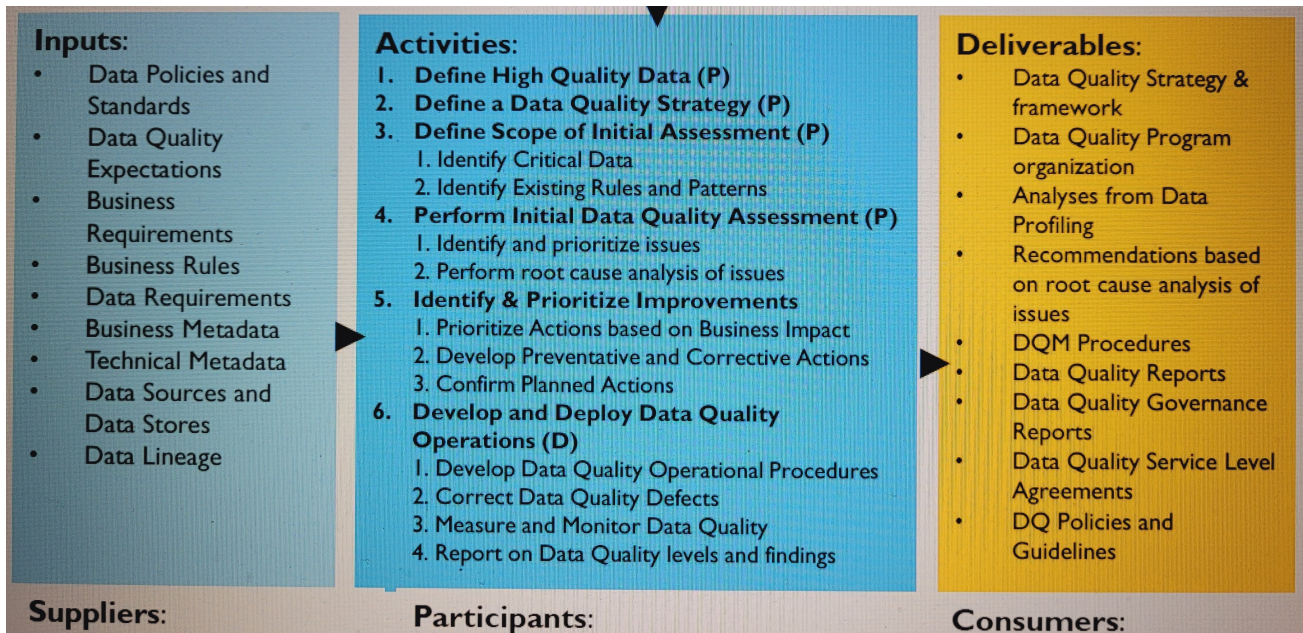 Inputs:
• Data Policies and
Standards
• Data Quality
Expectations
• Business
Requirements
• Business Rules
• Data Requirements
• Business Metadata
• Technical Metadata
• Data Sources and
Data Stores
• Data Lineage
Activities:
1. Define High Quality Data (P)
2. Define a Data Quality Strategy (P)
3. Define Scope of Initial Assessment (P)
1. Identify Critical Data
2. Identify Existing Rules and Patterns
4. Perform Initial Data Quality Assessment (P)
1. Identify and prioritize issues
2. Perform root cause analysis of issues
5. Identify & Prioritize Improvements
1. Prioritize Actions based on Business Impact
2. Develop Preventative and Corrective Actions
3. Confirm Planned Actions
6. Develop and Deploy Data Quality
Operations (D)
1. Develop Data Quality Operational Procedures
2. Correct Data Quality Defects
3. Measure and Monitor Data Quality
4. Report on Data Quality levels and findings
Deliverables:
• Data Quality Strategy &
framework
• Data Quality Program
organization
• Analyses from Data
Profiling
• Recommendations based
on root cause analysis of
issues
• DQM Procedures
• Data Quality Reports
• Data Quality Governance
Reports
• Data Quality Service Level
Agreements
• DQ Policies and
Guidelines
Suppliers:
Participants:
Consumers: